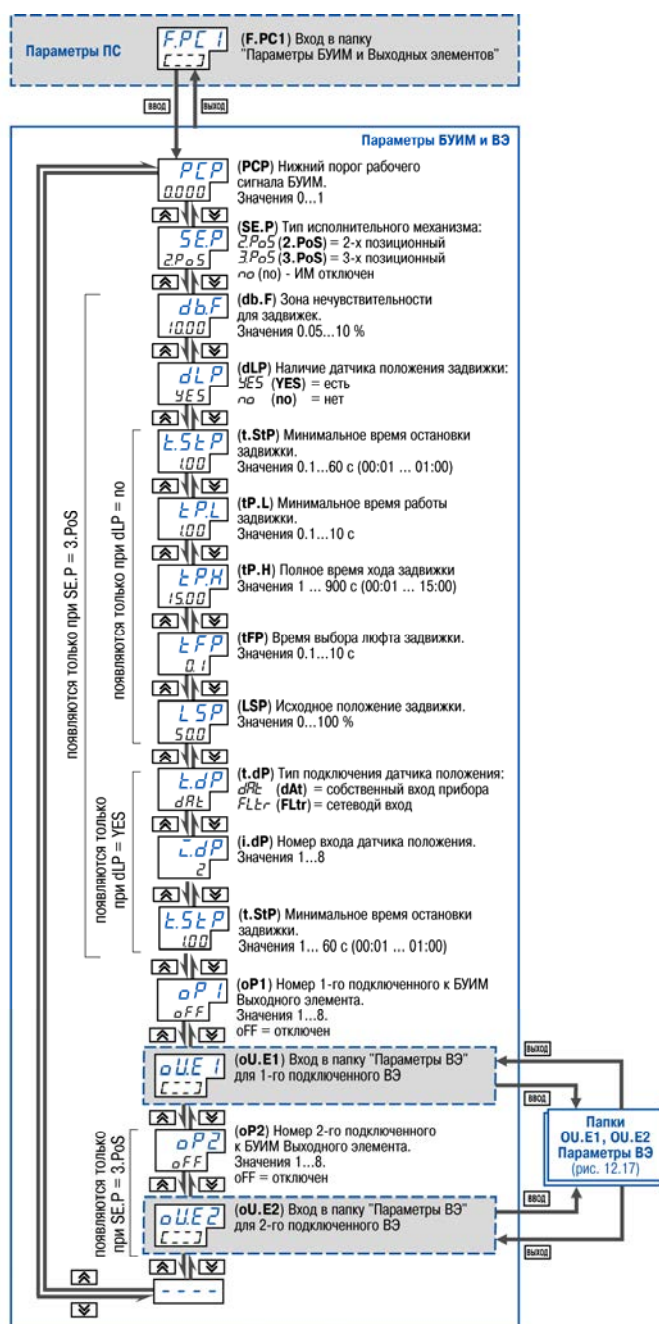 Параметры ПС
F.PC1
[---]
(F.PC1) Вход в папку
"Параметры БУИМ и Выходных элементов"
ВВОД
ВЫХОД
Параметры БУИМ и ВЭ
PCP
0.000
(PCP) Нижний порог рабочего
сигнала БУИМ.
Значения 0...1
SE.P
2.PoS
(SE.P) Тип исполнительного механизма:
2.PoS (2.PoS) = 2-х позиционный
3.PoS (3.PoS) = 3-х позиционный
no (no) - ИМ отключен
появляются только при SE.P = 3.PoS
db.F
10.00
(db.F) Зона нечувствительности
для задвижек.
Значения 0.05...10 %
dLP
YES
(dLP) Наличие датчика положения задвижки:
YES (YES) = есть
no (no) = нет
появляются только при dLP = no
t.StP
1.00
(t.StP) Минимальное время остановки
задвижки.
Значения 0.1...60 с (00:01 ... 01:00)
tP.L
1.00
(tP.L) Минимальное время работы
задвижки.
Значения 0.1...10 с
tP.H
15.00
(tP.H) Полное время хода задвижки
Значения 1 ... 900 с (00:01 ... 15:00)
tFP
0.1
(tFP) Время выбора люфта задвижки.
Значения 0.1...10 с
LSP
50.0
(LSP) Исходное положение задвижки.
Значения 0...100 %
появляются только
при dLP = YES
t.dP
dAt
(t.dP) Тип подключения датчика положения:
dAt (dAt) = собственный вход прибора
FLtr (FLtr) = сетеводй вход
i.dP
2
(i.dP) Номер входа датчика положения.
Значения 1...8
t.StP
1.00
(t.StP) Минимальное время остановки
задвижки.
Значения 1... 60 с (00:01 ... 01:00)
oP1
oFF
(oP1) Номер 1-го подключенного к БУИМ
Выходного элемента.
Значения 1...8.
oFF = отключен
oU.E1
[---]
(oU.E1) Вход в папку "Параметры ВЭ"
для 1-го подключенного ВЭ
ВЫХОД
ВВОД
появляются только
при SE.P = 3.PoS
oP2
oFF
(oP2) Номер 2-го подключенного
к БУИМ Выходного элемента.
Значения 1...8.
oFF = отключен
Папки
OU.E1, OU.E2
Параметры ВЭ
(рис. 12.17)
oU.E2
[---]
(oU.E2) Вход в папку "Параметры ВЭ"
для 2-го подключенного ВЭ
ВВОД
ВЫХОД
----